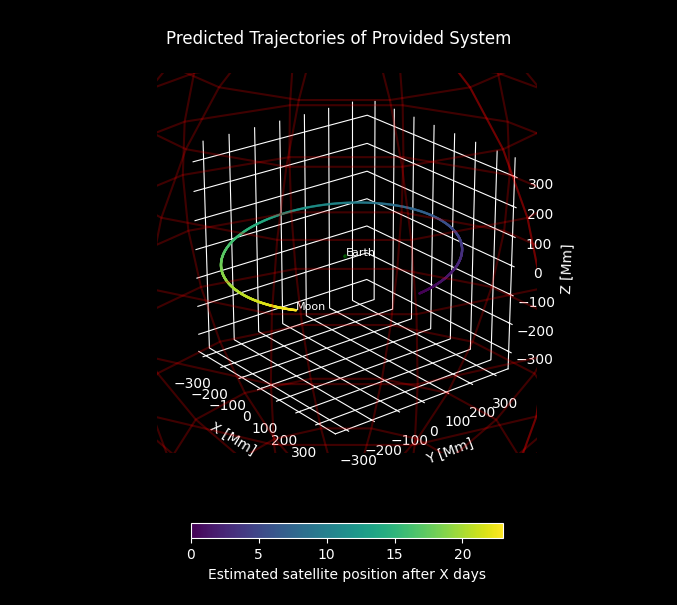 Predicted Trajectories of Provided System
Earth
Moon
300
200
100
0
−100
−200
−300
Z [Mm]
−300
−200
−100
0
100
200
300
X [Mm]
−300
−200
−100
0
100
200
300
Y [Mm]
0 5 10 15 20
Estimated satellite position after X days